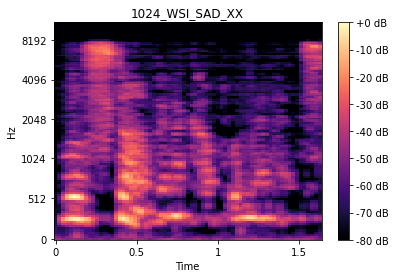 1024_WSI_SAD_XX
+0 dB
8192
-10 dB
4096
-20 dB
-30 dB
2048
Hz
-40 dB
1024
-50 dB
512
-60 dB
-70 dB
0
-80 dB
0
0.5
1
1.5
Time